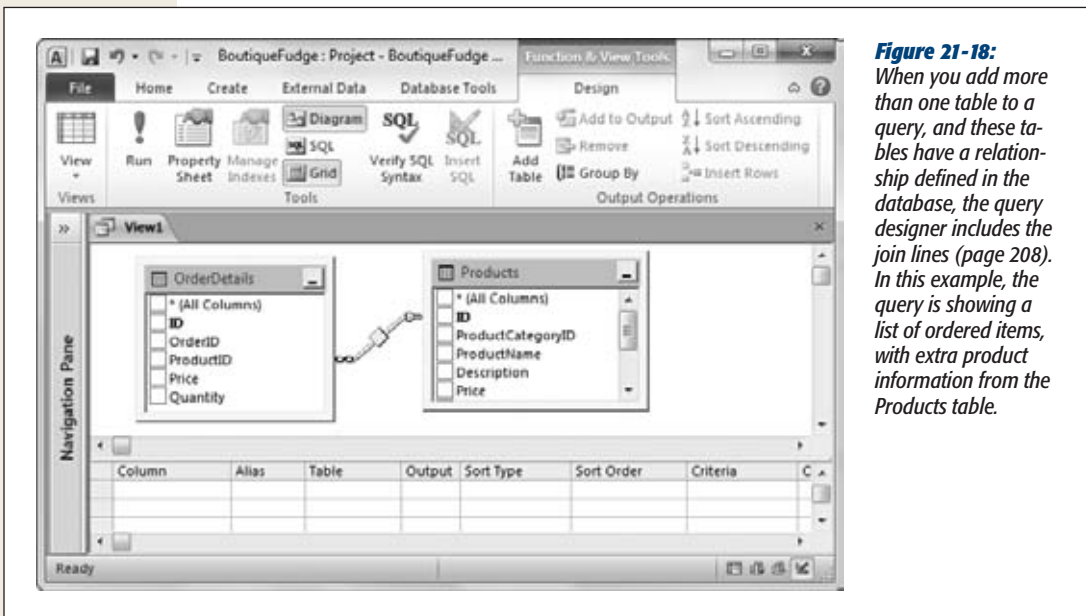 BoutiqueFudge : Project - BoutiqueFudge ...
Function & View Tools
File Home Create External Data Database Tools Design
View
Run
Property Sheet
Manage Indexes
Diagram
SQL
Grid
Verify SQL Syntax
Insert SQL
Add Table
Add to Output
Remove
Group By
Sort Ascending
Sort Descending
Insert Rows
Views
Tools
Output Operations
View1
Navigation Pane
OrderDetails
* (All Columns)
ID
OrderID
ProductID
Price
Quantity
Products
* (All Columns)
ID
ProductCategoryID
ProductName
Description
Price
Column Alias Table Output Sort Type Sort Order Criteria C
Ready
Figure 21-18:
When you add more
than one table to a
query, and these ta-
bles have a relation-
ship defined in the
database, the query
designer includes the
join lines (page 208).
In this example, the
query is showing a
list of ordered items,
with extra product
information from the
Products table.